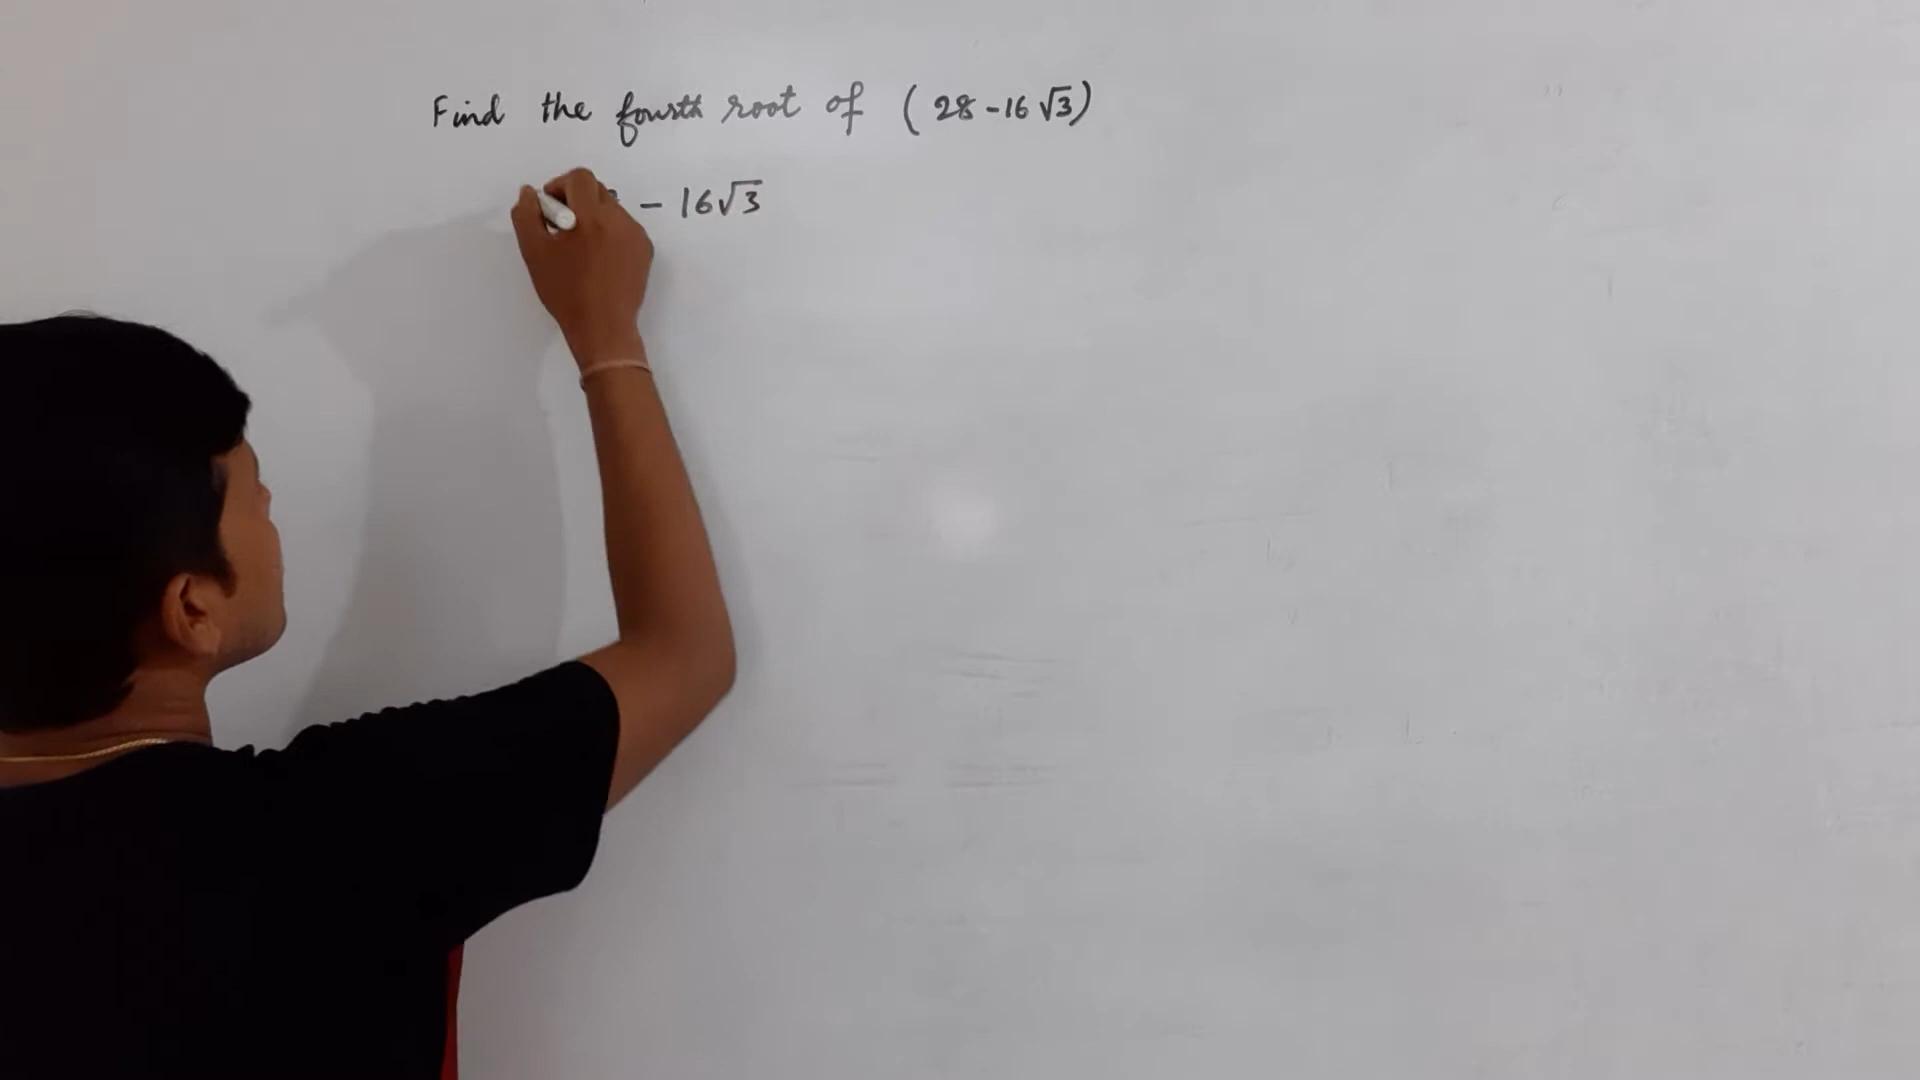 Find the fourth root of (28-16√3)
- 16√3